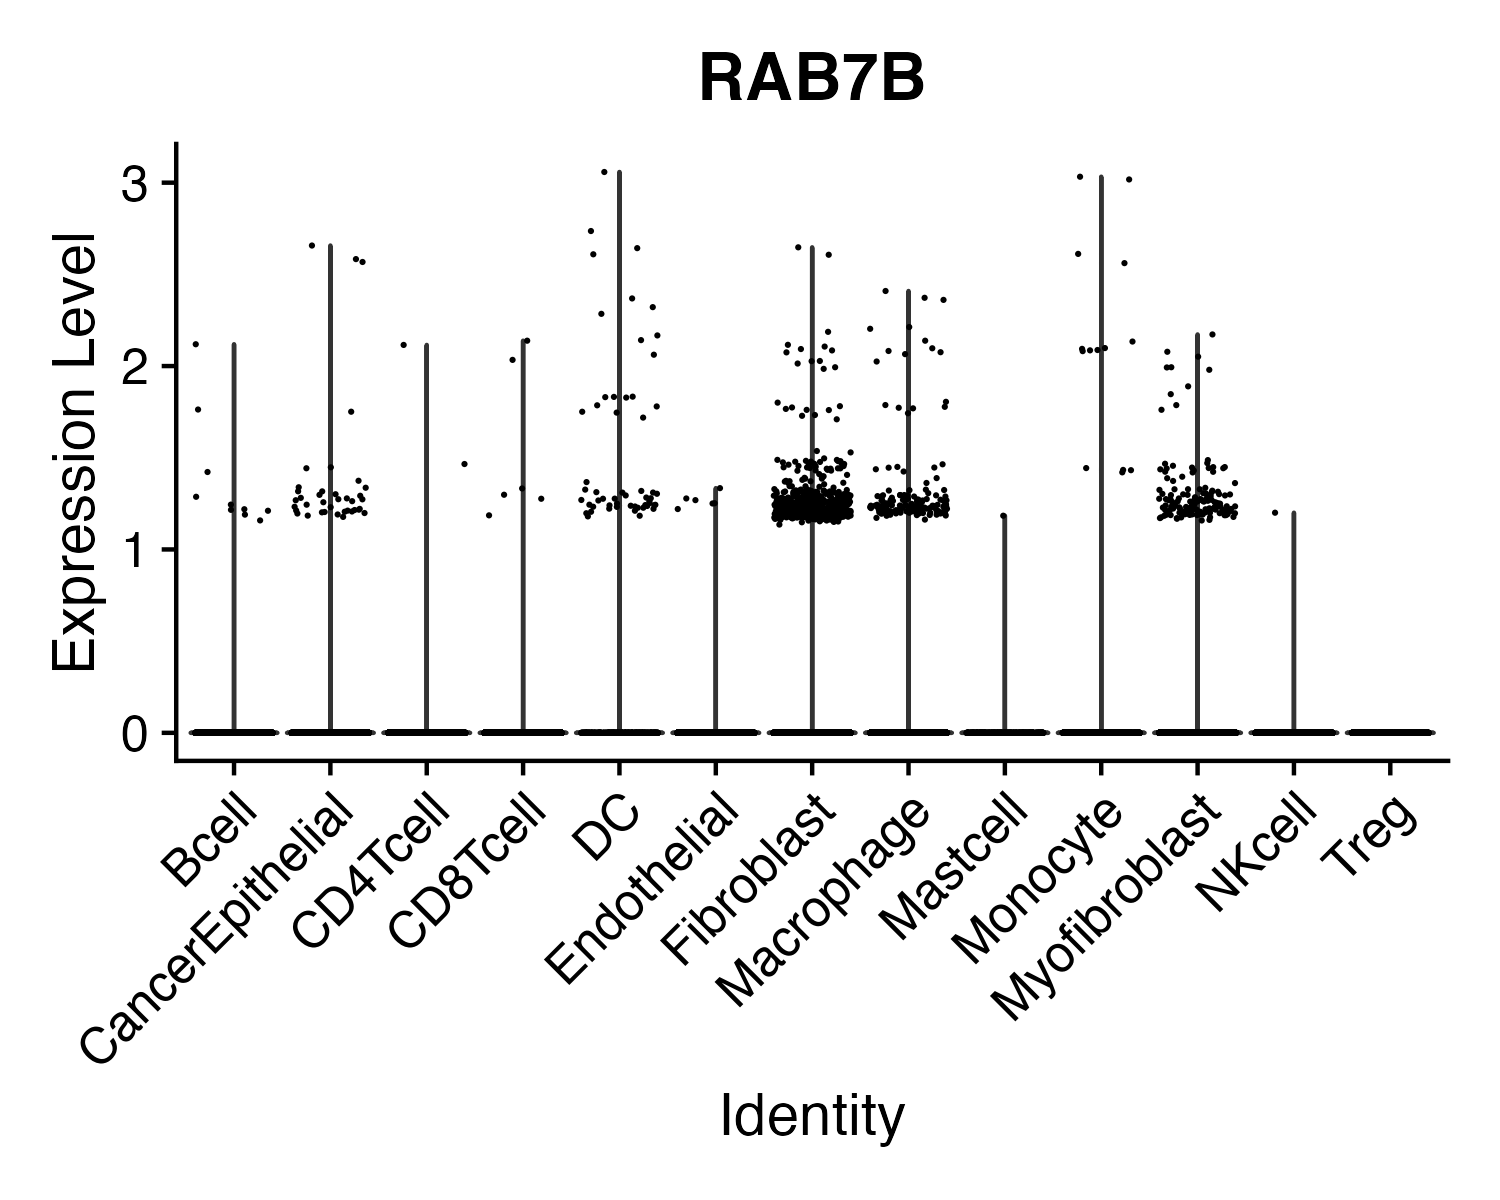 RAB7B
Expression Level
3
2
1
0
Bcell
CancerEpithelial
CD4Tcell
CD8Tcell
DC
Endothelial
Fibroblast
Macrophage
Mastcell
Monocyte
Myofibroblast
NKcell
Treg
Identity